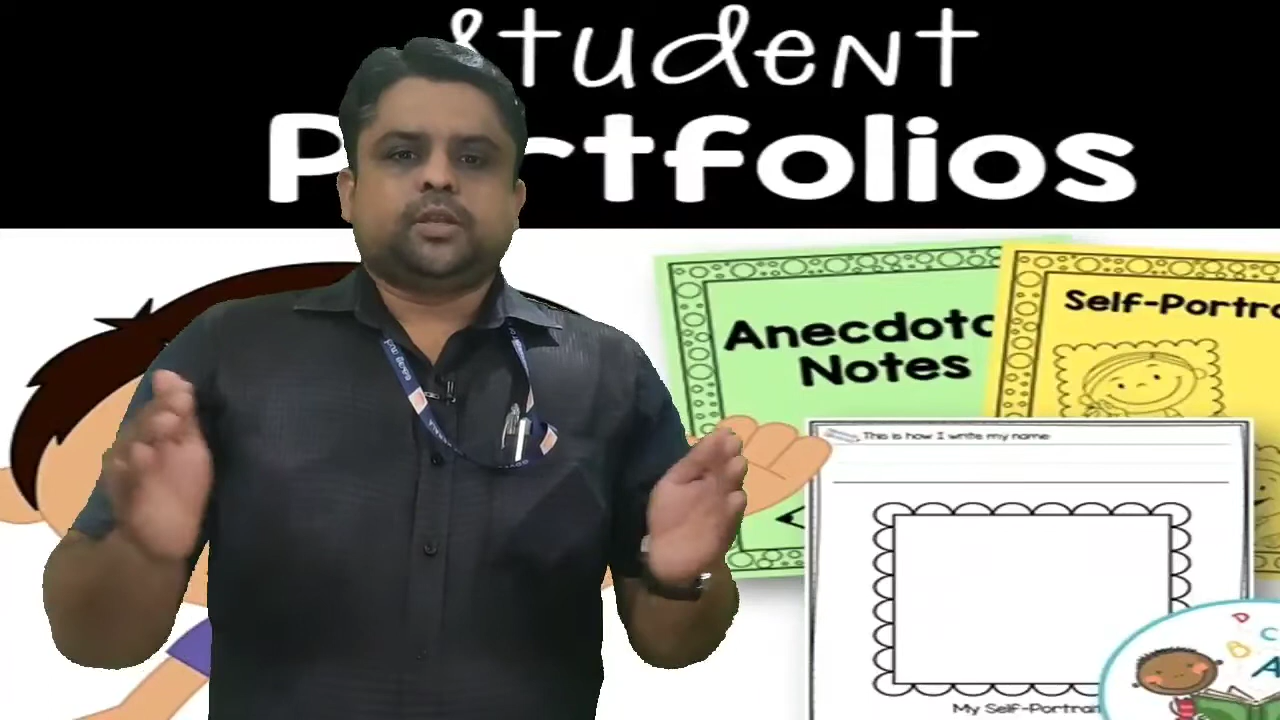 Student
Portfolios
Anecdota
Notes
Self-Portra
This is how I write my name
My Self-Portrait
D
C
B
A